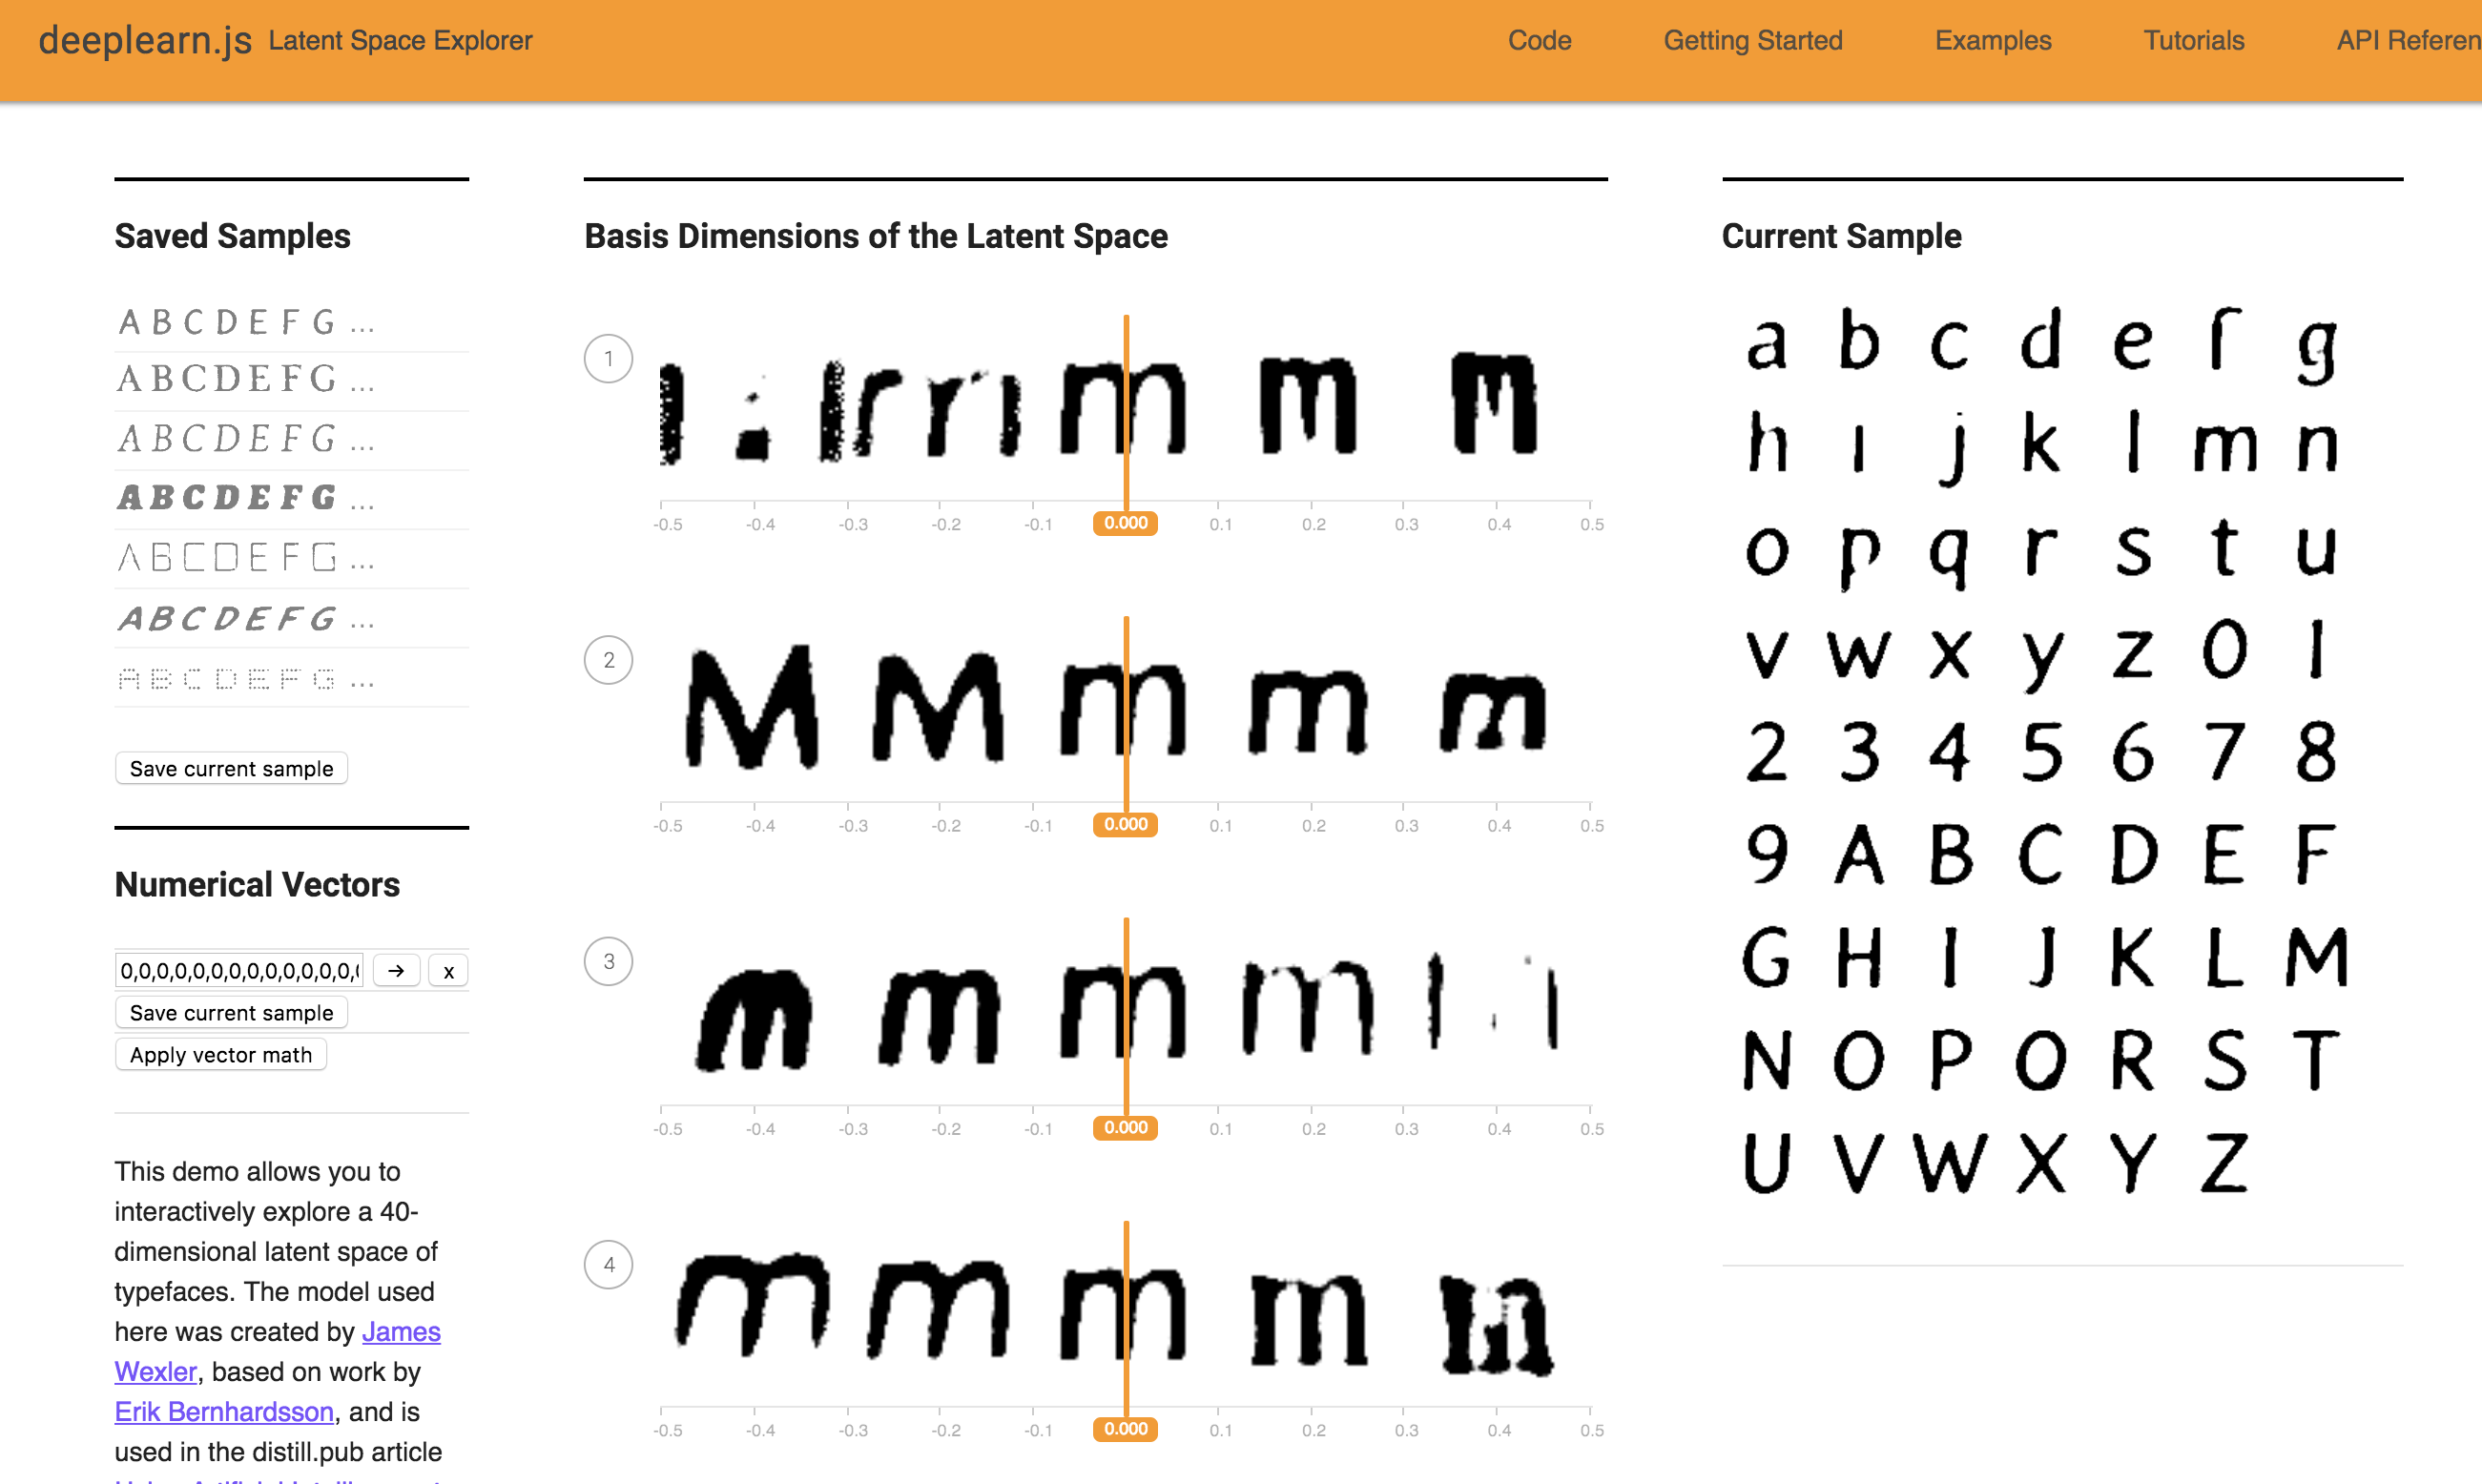 deeplearn.js Latent Space Explorer Code Getting Started Examples Tutorials API Referen
Saved Samples
A B C D E F G ...
A B C D E F G ...
A B C D E F G ...
A B C D E F G ...
A B C D E F G ...
A B C D E F G ...
A B C D E F G ...
Save current sample
Numerical Vectors
0,0,0,0,0,0,0,0,0,0,0,0,0, → x
Save current sample
Apply vector math
This demo allows you to
interactively explore a 40-
dimensional latent space of
typefaces. The model used
here was created by James
Wexler, based on work by
Erik Bernhardsson, and is
used in the distill.pub article
Basis Dimensions of the Latent Space
1
m m M
-0.5 -0.4 -0.3 -0.2 -0.1 0.000 0.1 0.2 0.3 0.4 0.5
2
M M m m m
-0.5 -0.4 -0.3 -0.2 -0.1 0.000 0.1 0.2 0.3 0.4 0.5
3
m m m m
-0.5 -0.4 -0.3 -0.2 -0.1 0.000 0.1 0.2 0.3 0.4 0.5
4
m m m m
-0.5 -0.4 -0.3 -0.2 -0.1 0.000 0.1 0.2 0.3 0.4 0.5
Current Sample
a b c d e f g
h ı j k l m n
o p q r s t u
v w x y z 0 1
2 3 4 5 6 7 8
9 A B C D E F
G H I J K L M
N O P O R S T
U V W X Y Z